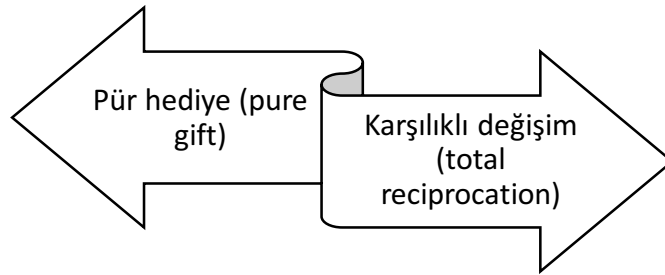 Pür hediye (pure
gift)
Karşılıklı değişim
(total
reciprocation)